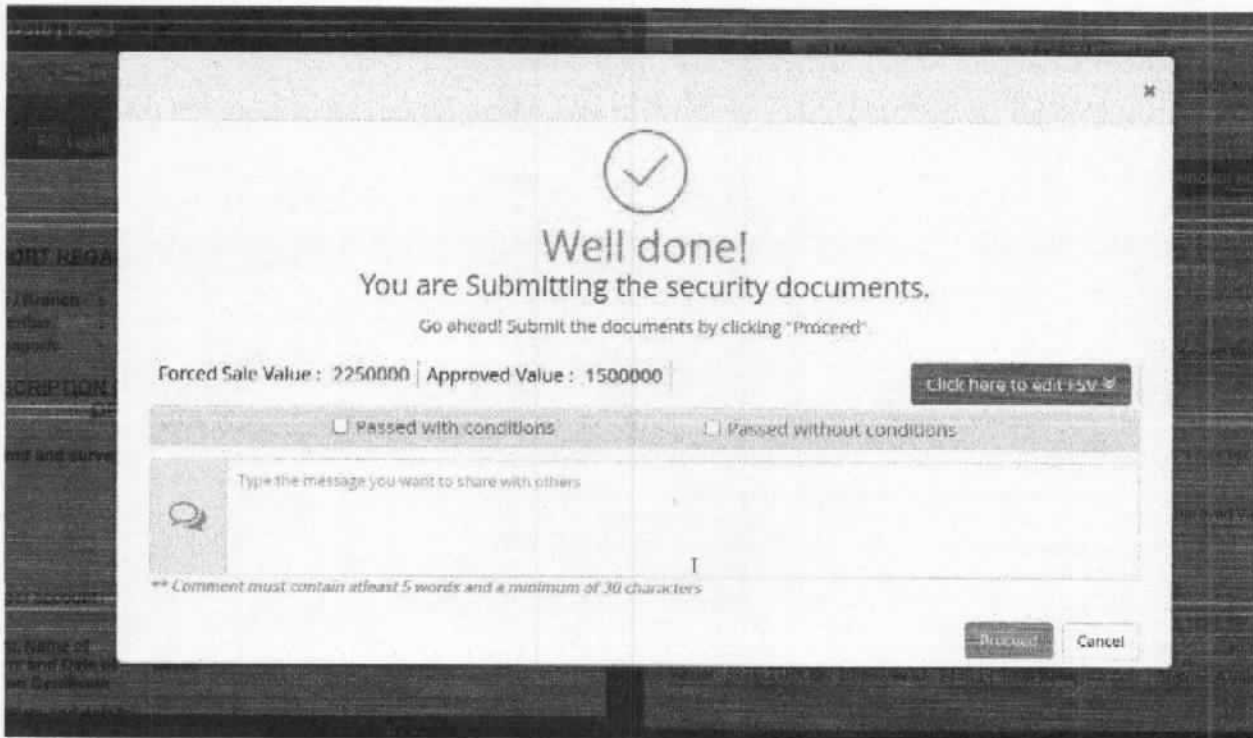 Well done!
You are Submitting the security documents.
Go ahead! Submit the documents by clicking "Proceed".
Forced Sale Value : 2250000 Approved Value : 1500000
Click here to edit FSV
Passed with conditions Passed without conditions
Type the message you want to share with others
** Comment must contain atleast 5 words and a minimum of 30 characters
Proceed Cancel